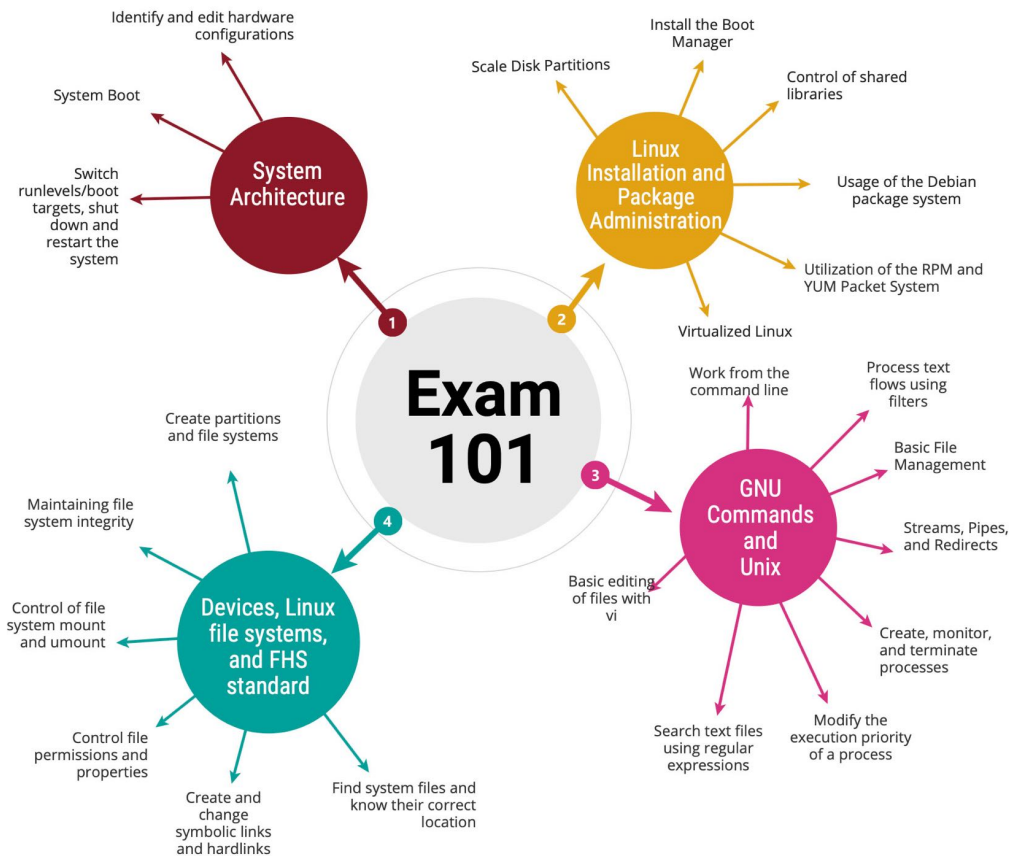 Exam
101
1
System
Architecture
Identify and edit hardware
configurations
System Boot
Switch
runlevels/boot
targets, shut
down and
restart the
system
2
Linux
Installation and
Package
Administration
Scale Disk Partitions
Install the Boot
Manager
Control of shared
libraries
Usage of the Debian
package system
Utilization of the RPM and
YUM Packet System
Virtualized Linux
3
GNU
Commands
and
Unix
Work from the
command line
Process text
flows using
filters
Basic File
Management
Streams, Pipes,
and Redirects
Create, monitor,
and terminate
processes
Modify the
execution priority
of a process
Search text files
using regular
expressions
Basic editing
of files with
vi
4
Devices, Linux
file systems,
and FHS
standard
Create partitions
and file systems
Maintaining file
system integrity
Control of file
system mount
and umount
Control file
permissions and
properties
Create and
change
symbolic links
and hardlinks
Find system files and
know their correct
location